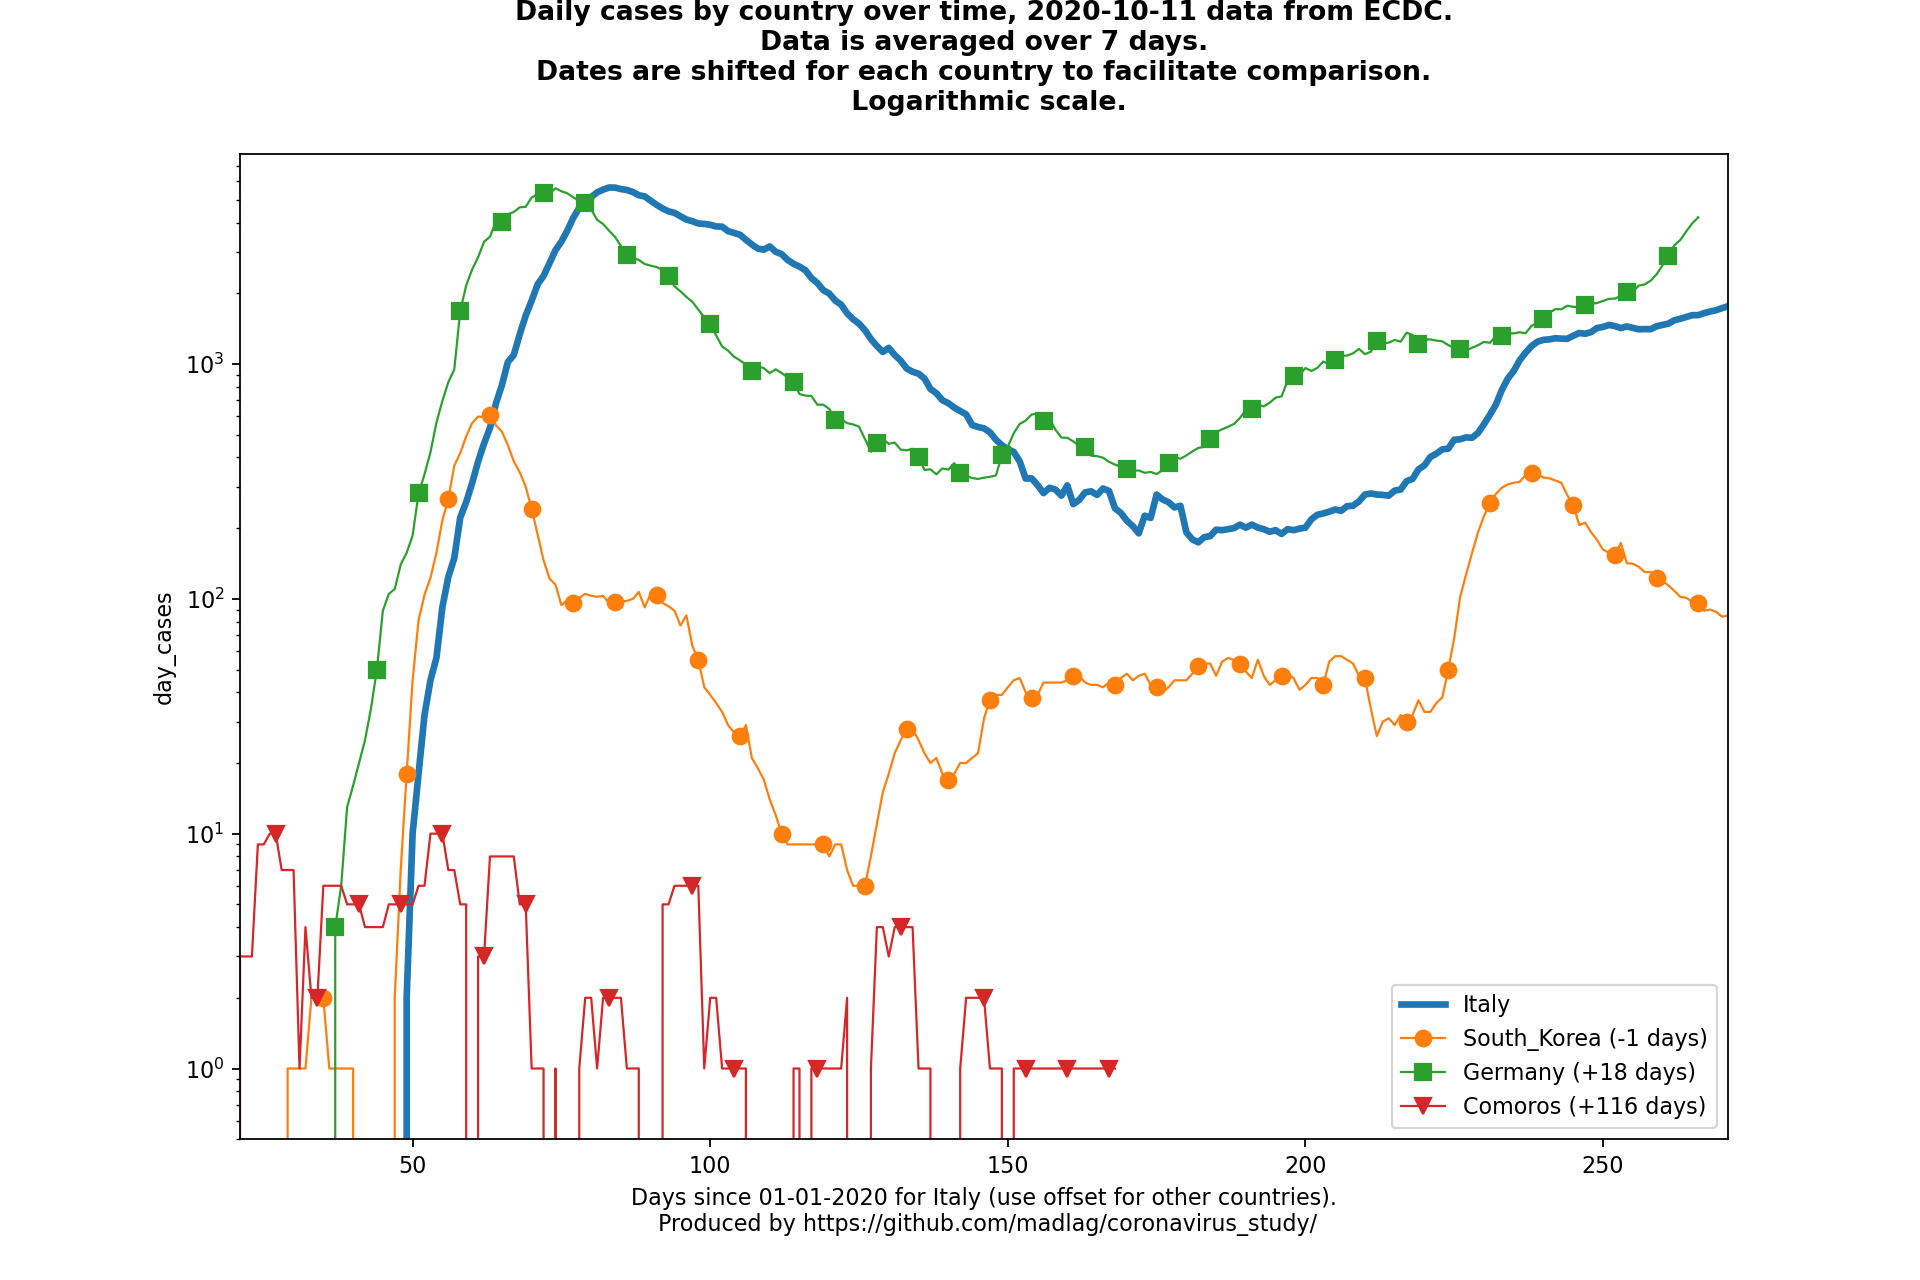 Daily cases by country over time, 2020-10-11 data from ECDC.
Data is averaged over 7 days.
Dates are shifted for each country to facilitate comparison.
Logarithmic scale.
10³
10²
10¹
10⁰
day_cases
Italy
South_Korea (-1 days)
Germany (+18 days)
Comoros (+116 days)
50 100 150 200 250
Days since 01-01-2020 for Italy (use offset for other countries).
Produced by https://github.com/madlag/coronavirus_study/